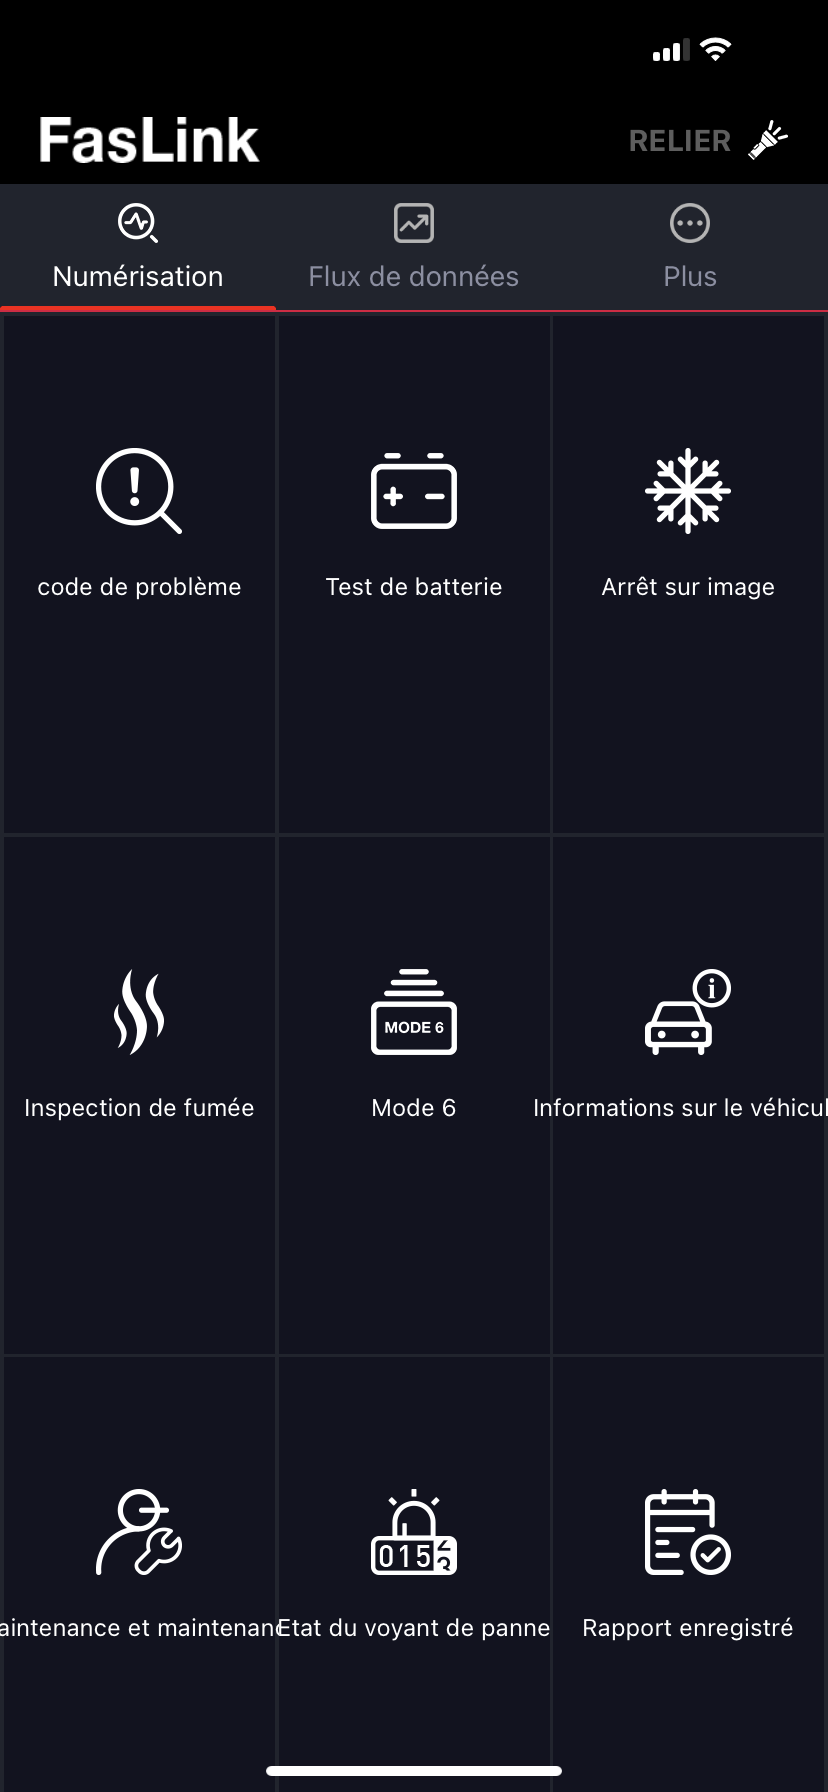 FasLink
RELIER
Numérisation
Flux de données
Plus
code de problème
Test de batterie
Arrêt sur image
Inspection de fumée
MODE 6
Mode 6
i
Informations sur le véhicul
aintenance et maintenanc
015
Etat du voyant de panne
Rapport enregistré